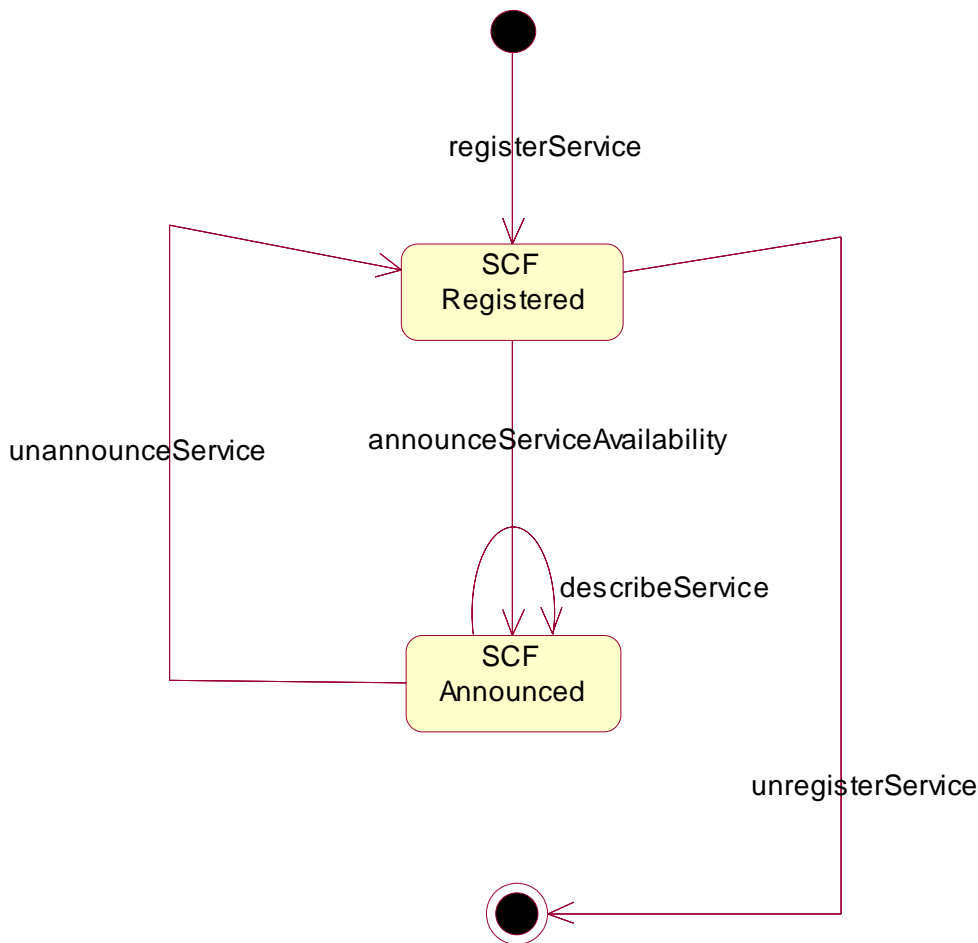 registerService
SCF
Registered
unannounceService
announceServiceAvailability
describeService
SCF
Announced
unregisterService